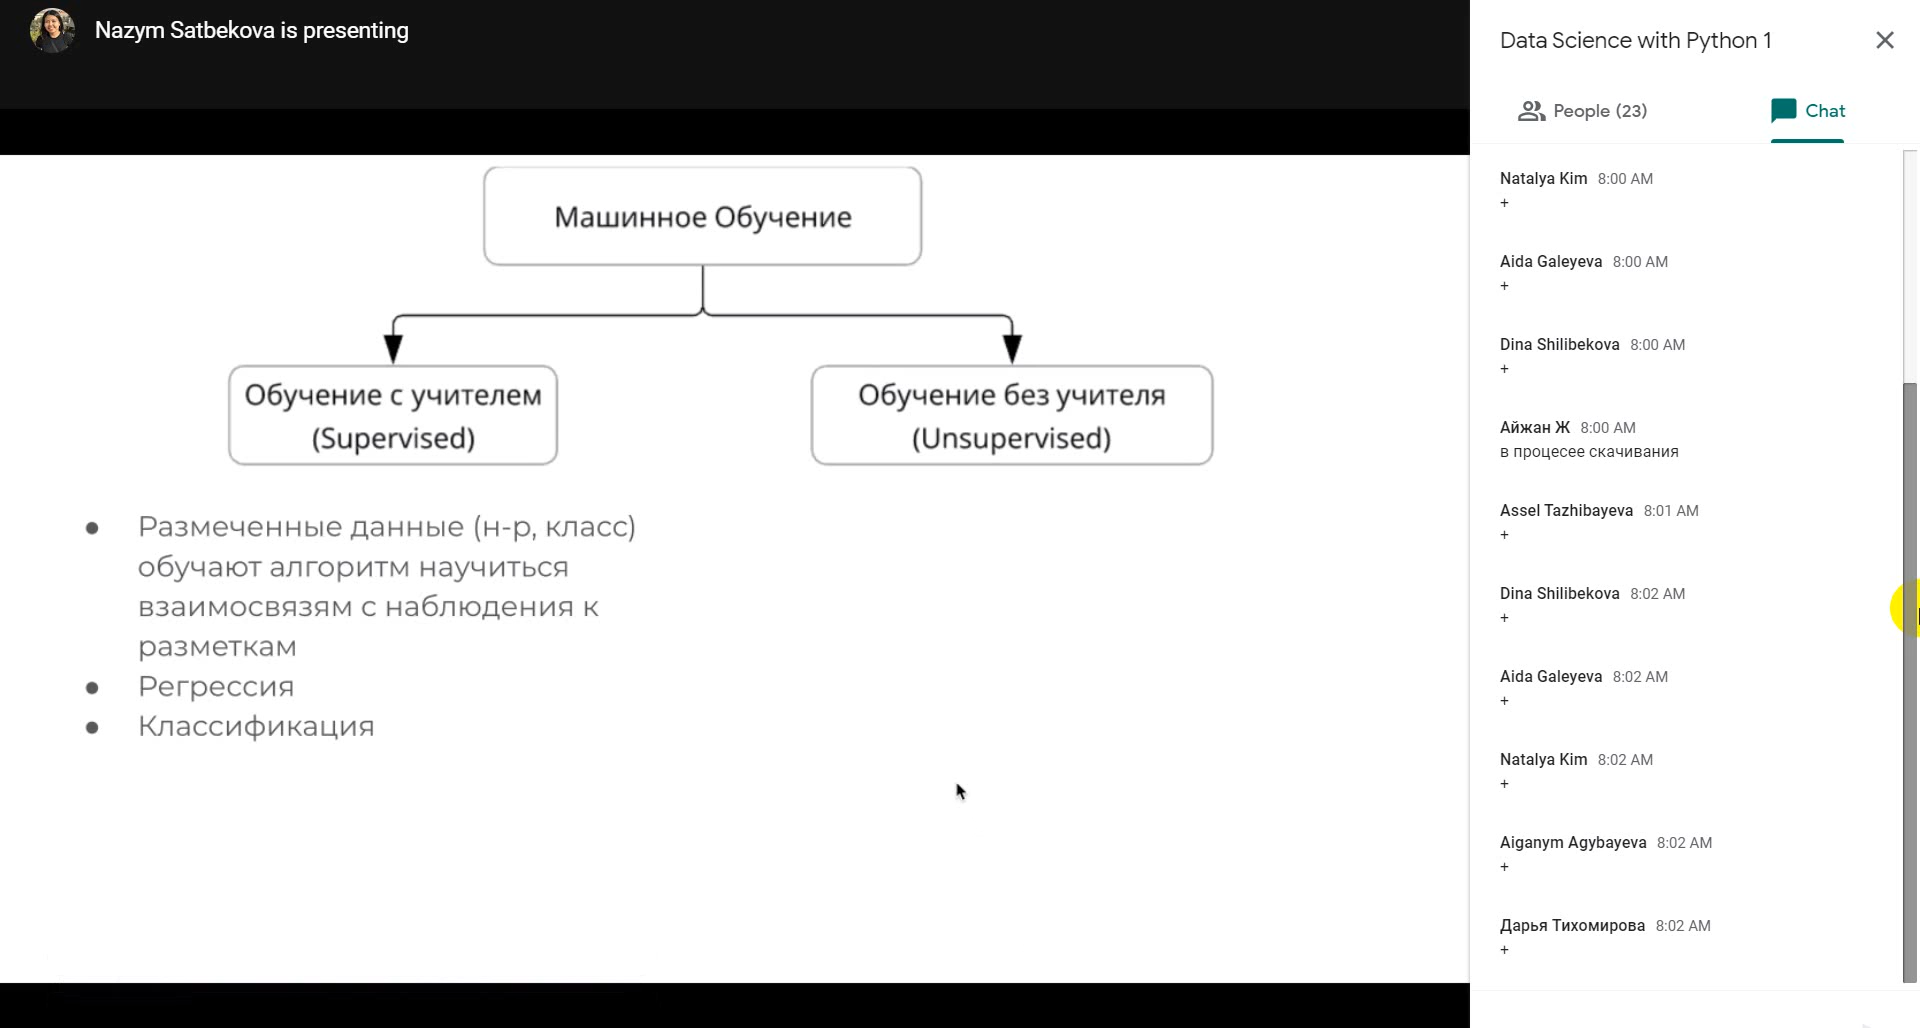 Nazym Satbekova is presenting
Машинное Обучение
Обучение с учителем
(Supervised)
Обучение без учителя
(Unsupervised)
● Размеченные данные (н-р, класс)
обучают алгоритм научиться
взаимосвязям с наблюдения к
разметкам
● Регрессия
● Классификация
Data Science with Python 1
People (23)
Chat
Natalya Kim 8:00 AM
+
Aida Galeyeva 8:00 AM
+
Dina Shilibekova 8:00 AM
+
Айжан Ж 8:00 AM
в процесее скачивания
Assel Tazhibayeva 8:01 AM
+
Dina Shilibekova 8:02 AM
+
Aida Galeyeva 8:02 AM
+
Natalya Kim 8:02 AM
+
Aiganym Agybayeva 8:02 AM
+
Дарья Тихомирова 8:02 AM
+